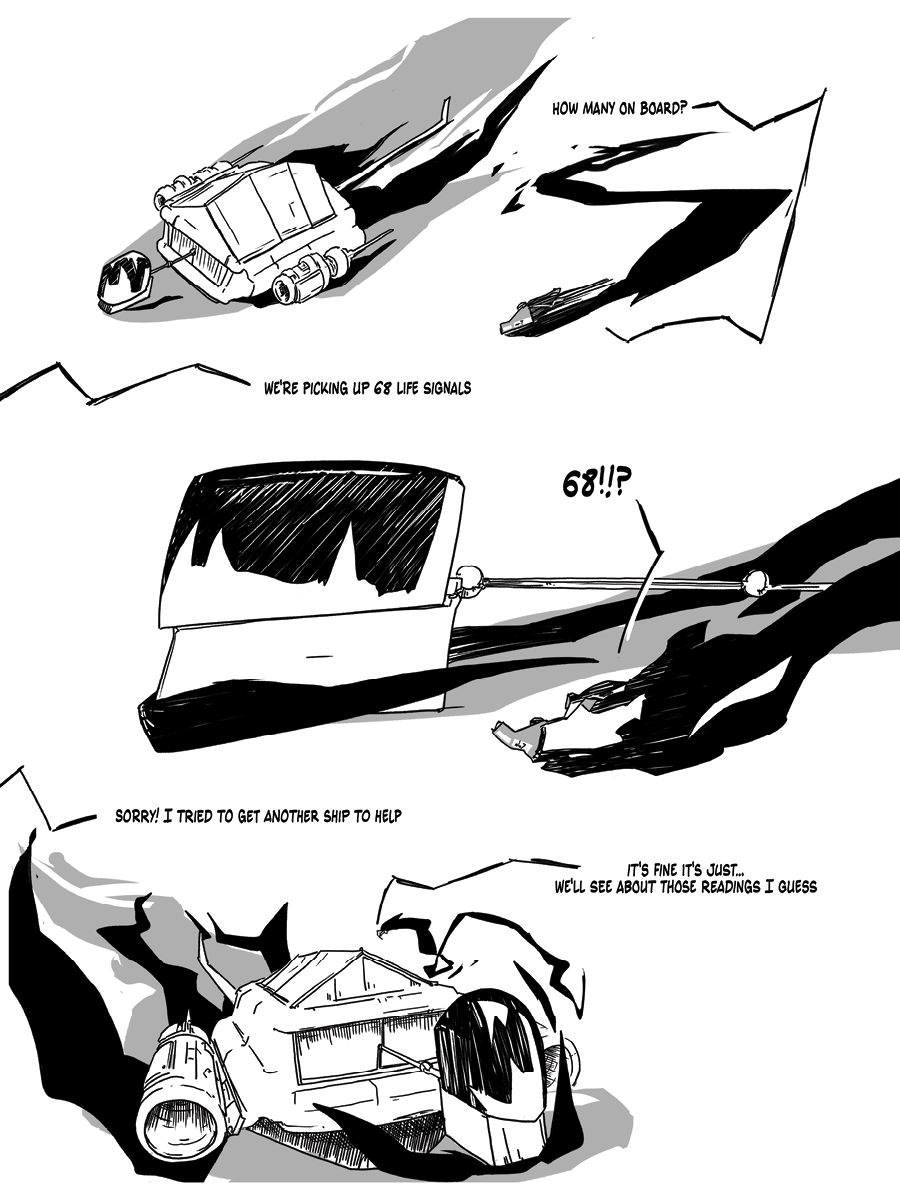 HOW MANY ON BOARD?
WE'RE PICKING UP 68 LIFE SIGNALS
68!!?
SORRY! I TRIED TO GET ANOTHER SHIP TO HELP
IT'S FINE IT'S JUST...
WE'LL SEE ABOUT THOSE READINGS I GUESS